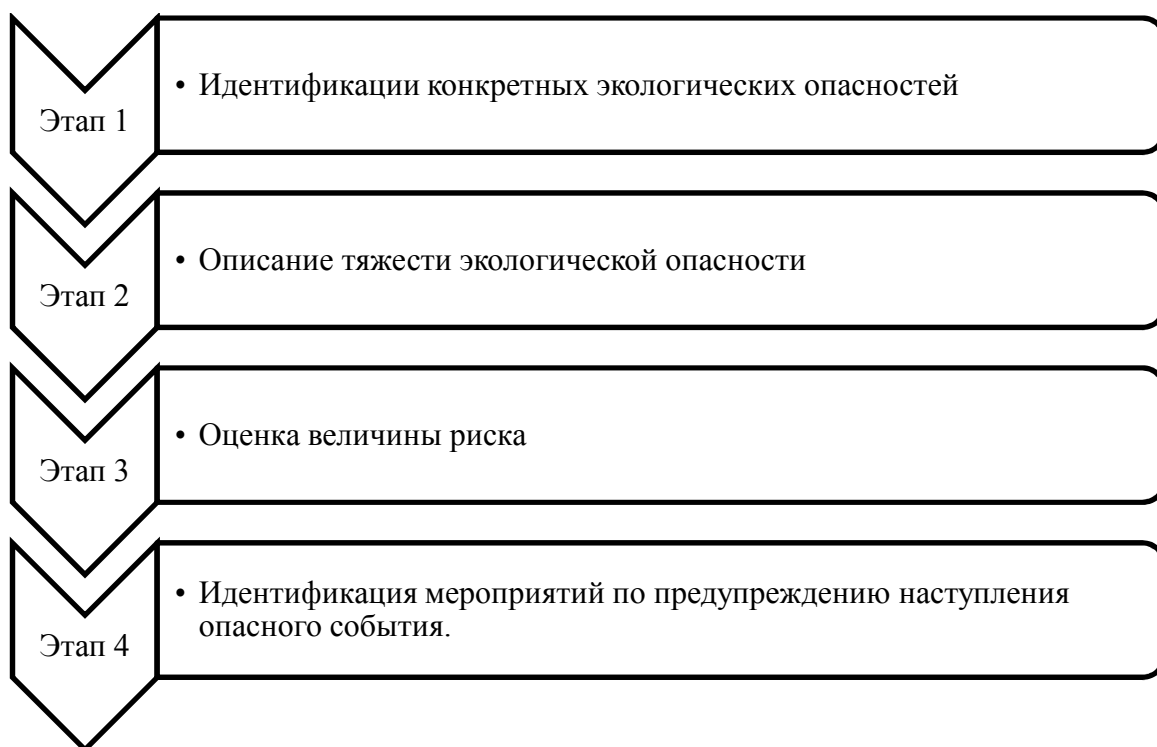 Этап 1
• Идентификации конкретных экологических опасностей
Этап 2
• Описание тяжести экологической опасности
Этап 3
• Оценка величины риска
Этап 4
• Идентификация мероприятий по предупреждению наступления
опасного события.